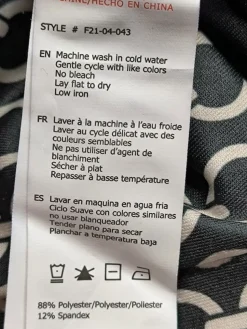 CHINE/HECHO EN CHINA
STYLE # F21-04-043
EN Machine wash in cold water
Gentle cycle with like colors
No bleach
Lay flat to dry
Low iron
FR Laver à la machine à l'eau froide
Laver au cycle délicat avec des
couleurs semblables
Ne pas utiliser d'agent de
blanchiment
Sécher à plat
Repasser à basse température
ES Lavar en maquina en agua fria
Ciclo Suave con colores similares
no usar blanqueador
Tender plano para secar
Planchar a temperatura baja
88% Polyester/Polyester/Poliester
12% Spandex